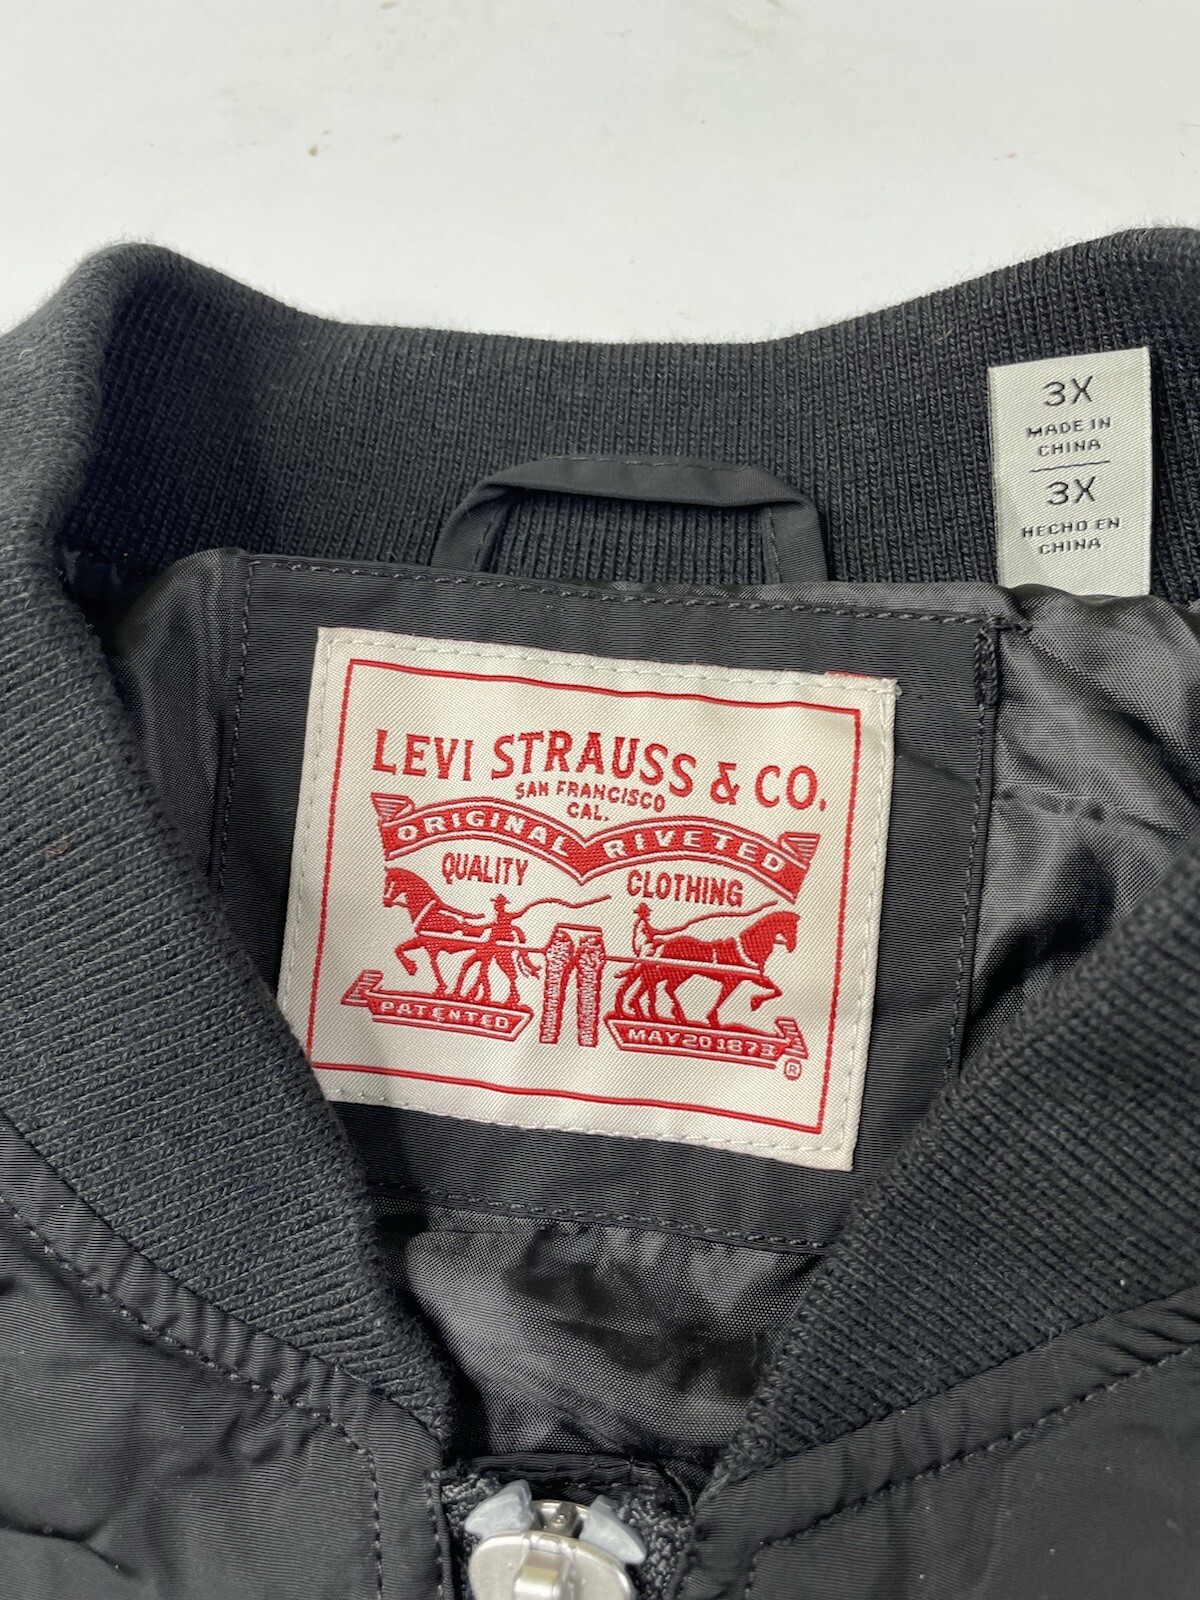 3X
MADE IN
CHINA
3X
HECHO EN
CHINA
LEVI STRAUSS & CO.
SAN FRANCISCO
CAL.
ORIGINAL RIVETED
QUALITY CLOTHING
PATENTED MAY 20 1873
®